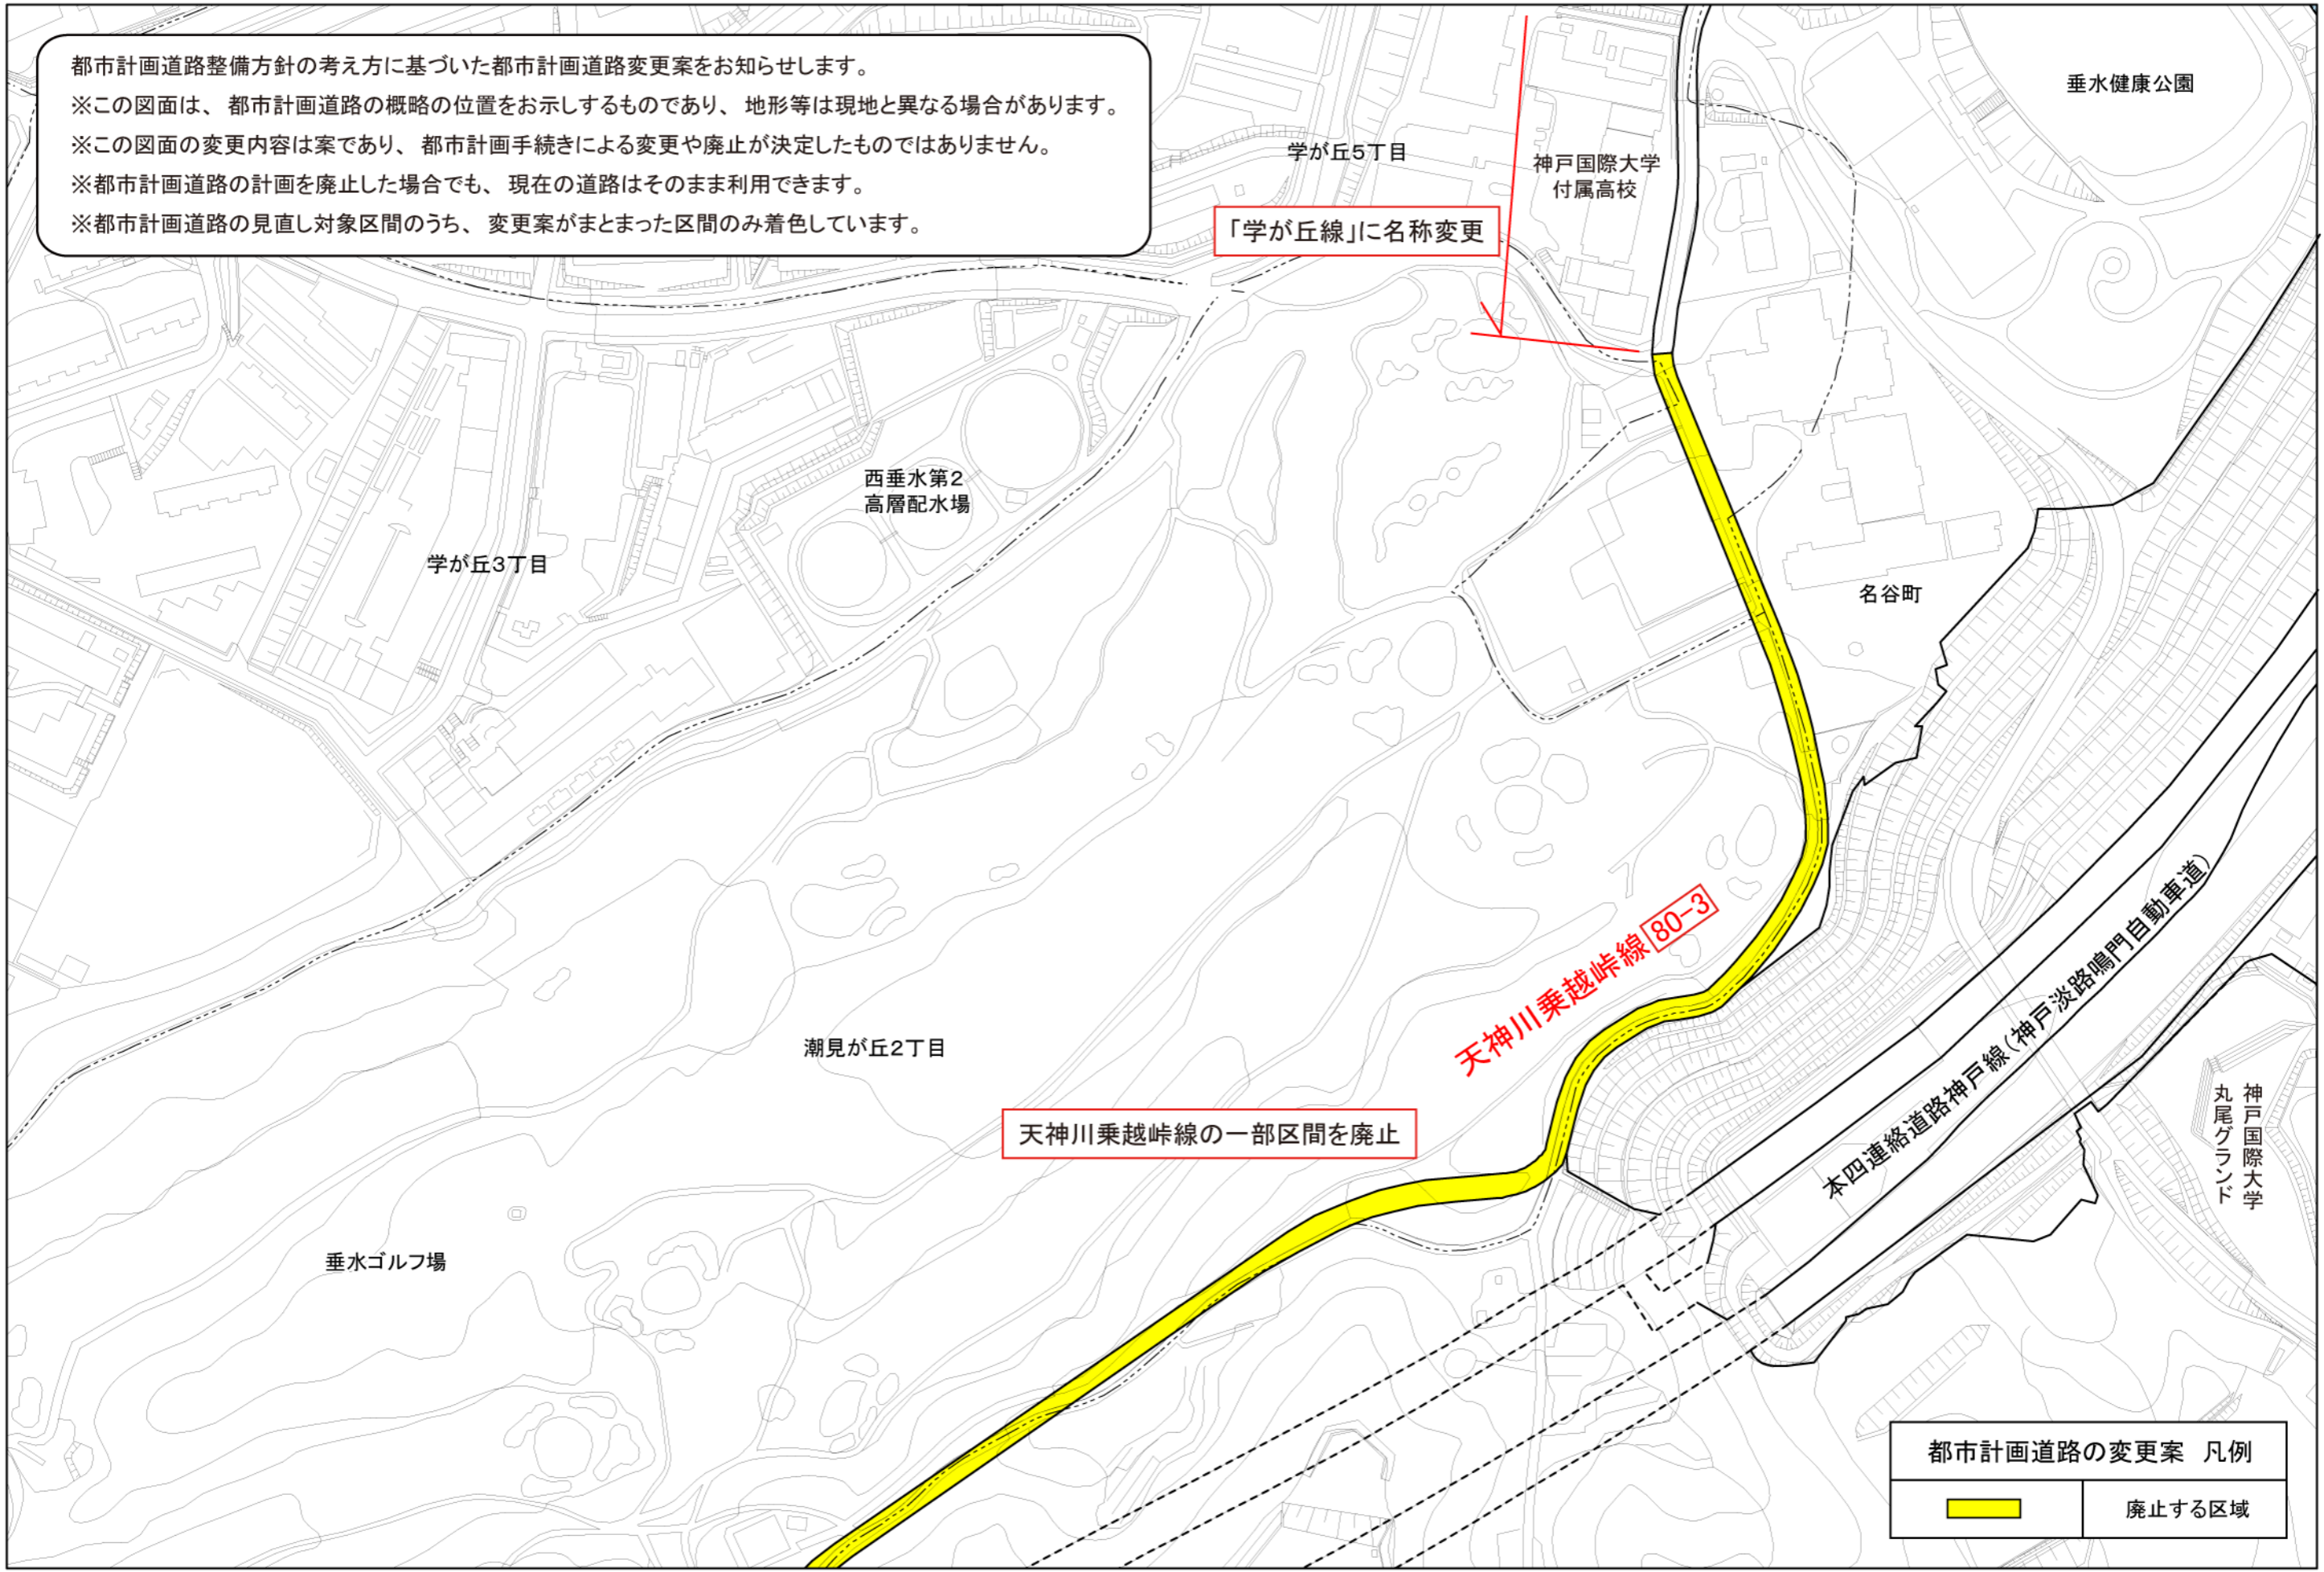 都市計画道路整備方針の考え方に基づいた都市計画道路変更案をお知らせします。
※この図面は、都市計画道路の概略の位置をお示しするものであり、地形等は現地と異なる場合があります。
※この図面の変更内容は案であり、都市計画手続きによる変更や廃止が決定したものではありません。
※都市計画道路の計画を廃止した場合でも、現在の道路はそのまま利用できます。
※都市計画道路の見直し対象区間のうち、変更案がまとまった区間のみ着色しています。
垂水健康公園
学が丘5丁目
神戸国際大学
付属高校
「学が丘線」に名称変更
西垂水第2
高層配水場
学が丘3丁目
名谷町
天神川乗越峠線 80-3
本四連絡道路神戸線(神戸淡路鳴門自動車道)
潮見が丘2丁目
神戸国際大学
丸尾グランド
天神川乗越峠線の一部区間を廃止
垂水ゴルフ場
都市計画道路の変更案 凡例
廃止する区域